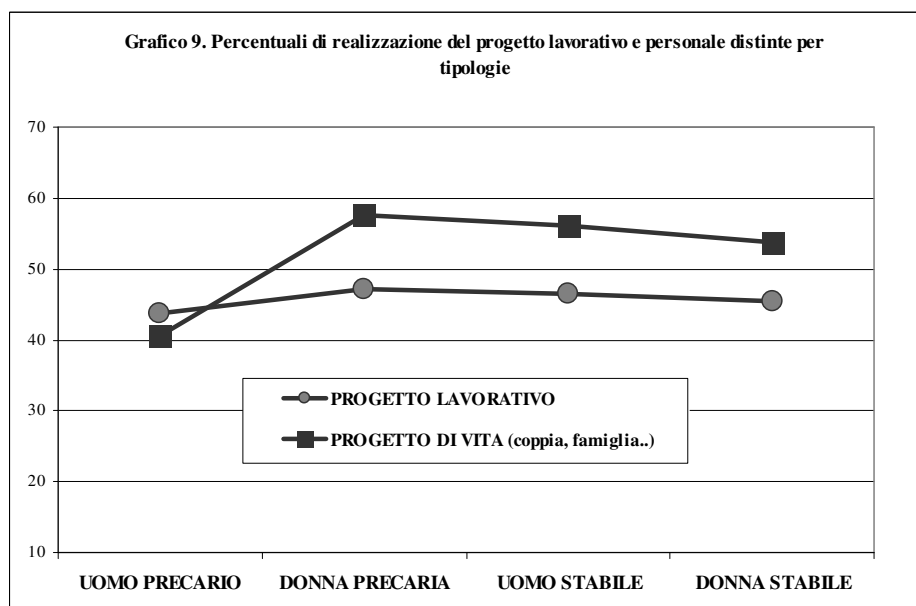 Grafico 9. Percentuali di realizzazione del progetto lavorativo e personale distinte per
tipologie
70
60
50
40
30
20
10
PROGETTO LAVORATIVO
PROGETTO DI VITA (coppia, famiglia..)
UOMO PRECARIO DONNA PRECARIA UOMO STABILE DONNA STABILE